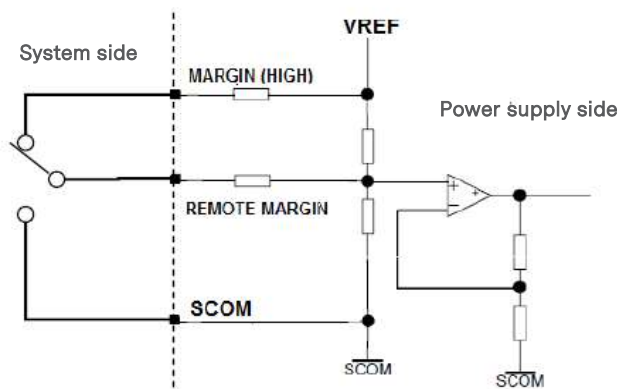 VREF
System side
MARGIN (HIGH)
Power supply side
REMOTE MARGIN
SCOM
SCOM
SCOM